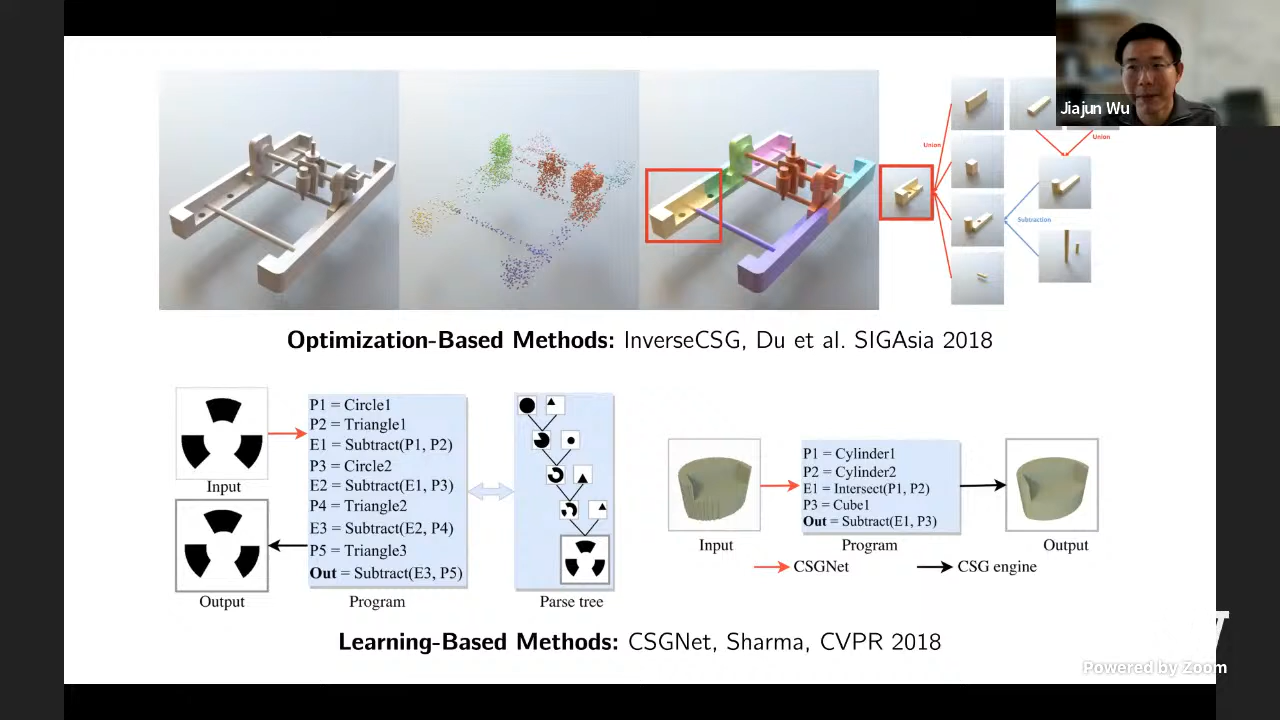 Jiajun Wu
Union
Union
Subtraction
Optimization-Based Methods: InverseCSG, Du et al. SIGAsia 2018
P1 = Circle1
P2 = Triangle1
E1 = Subtract(P1, P2)
P3 = Circle2
E2 = Subtract(E1, P3)
P4 = Triangle2
E3 = Subtract(E2, P4)
P5 = Triangle3
Out = Subtract(E3, P5)
Input
Output
Program
Parse tree
P1 = Cylinder1
P2 = Cylinder2
E1 = Intersect(P1, P2)
P3 = Cube1
Out = Subtract(E1, P3)
Input
Program
Output
CSGNet
CSG engine
Learning-Based Methods: CSGNet, Sharma, CVPR 2018
Powered by Zoom